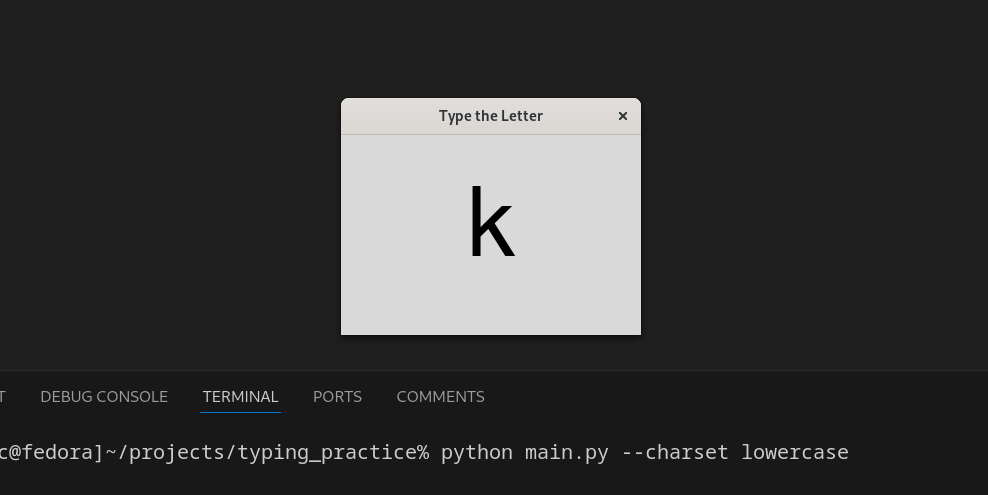 Type the Letter ×
k
T DEBUG CONSOLE TERMINAL PORTS COMMENTS
c@fedora]~/projects/typing_practice% python main.py --charset lowercase